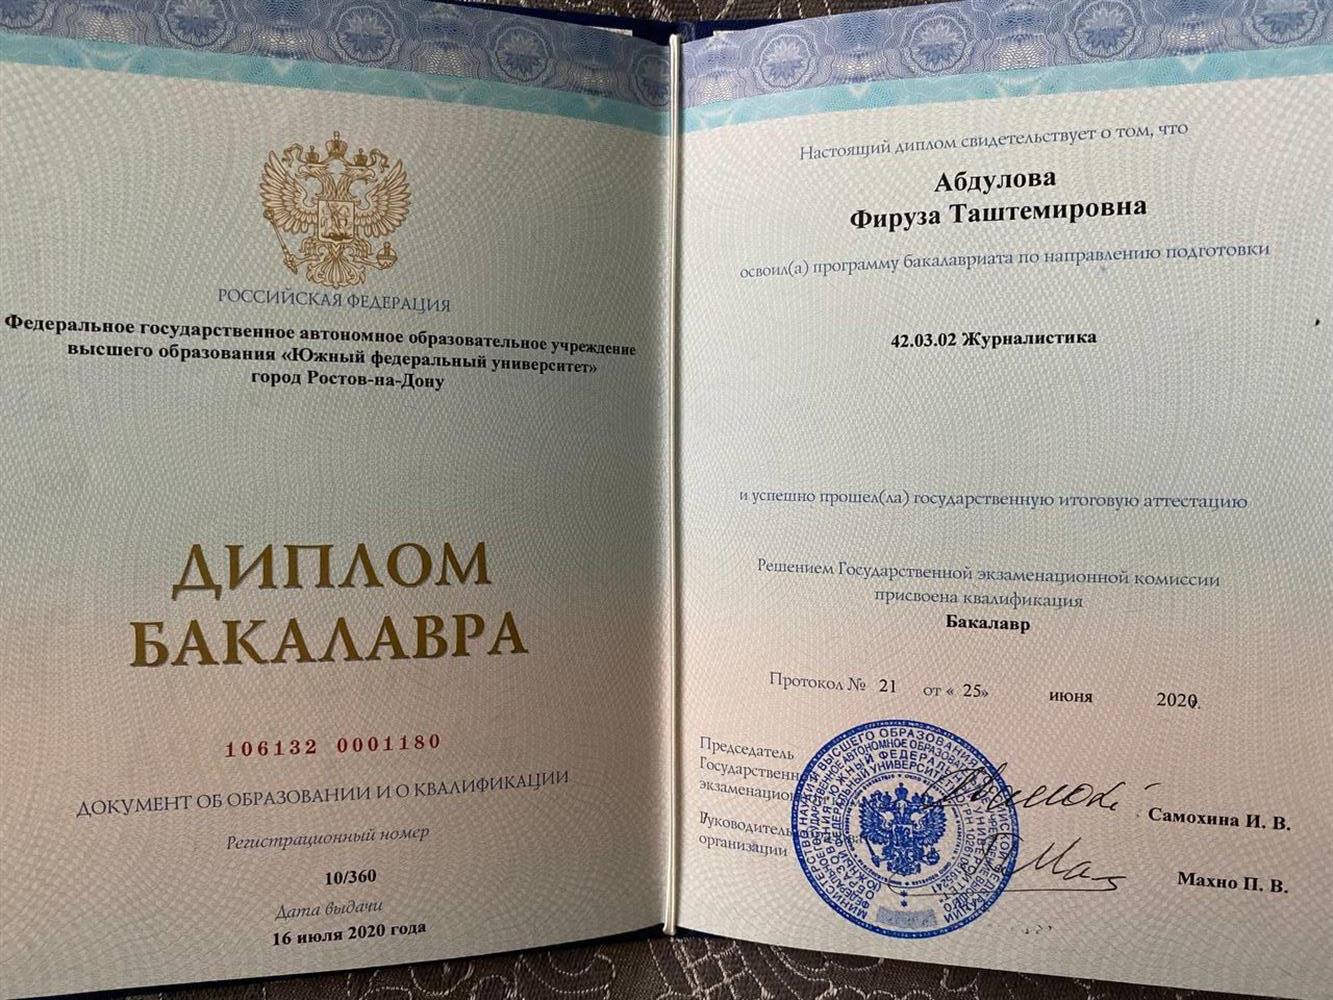 РОССИЙСКАЯ ФЕДЕРАЦИЯ
Федеральное государственное автономное образовательное учреждение
высшего образования «Южный федеральный университет»
город Ростов-на-Дону
ДИПЛОМ
БАКАЛАВРА
106132 0001180
ДОКУМЕНТ ОБ ОБРАЗОВАНИИ И О КВАЛИФИКАЦИИ
Регистрационный номер
10/360
Дата выдачи
16 июля 2020 года
Настоящий диплом свидетельствует о том, что
Абдулова
Фируза Таштемировна
освоил(а) программу бакалавриата по направлению подготовки
42.03.02 Журналистика
и успешно прошел(ла) государственную итоговую аттестацию
Решением Государственной экзаменационной комиссии
присвоена квалификация
Бакалавр
Протокол № 21 от « 25» июня 2020г.
Председатель
Государственн
экзаменацион
Самохина И. В.
Руководитель
организации
Махно П. В.